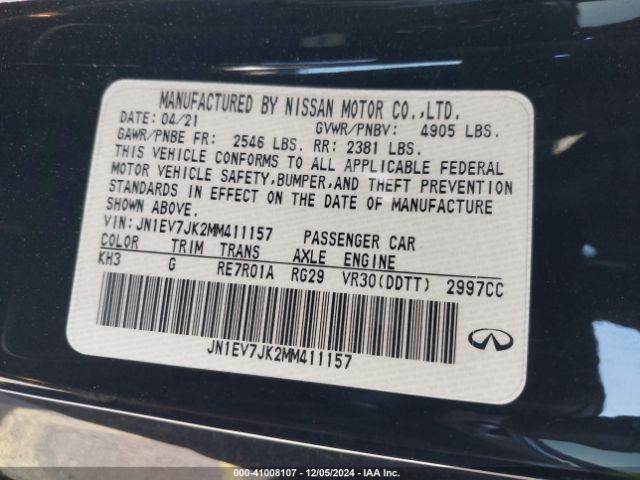 MANUFACTURED BY NISSAN MOTOR CO.,LTD.
DATE: 04/21 GVWR/PNBV: 4905 LBS.
GAWR/PNBE FR: 2546 LBS. RR: 2381 LBS.
THIS VEHICLE CONFORMS TO ALL APPLICABLE FEDERAL
MOTOR VEHICLE SAFETY,BUMPER,AND THEFT PREVENTION
STANDARDS IN EFFECT ON THE DATE OF MANUFACTURE
SHOWN ABOVE.
VIN: JN1EV7JK2MM411157 PASSENGER CAR
COLOR TRIM TRANS AXLE ENGINE
KH3 G RE7R01A RG29 VR30(DDTT) 2997CC
JN1EV7JK2MM411157
000-41008107 - 12/05/2024 - IAA Inc.